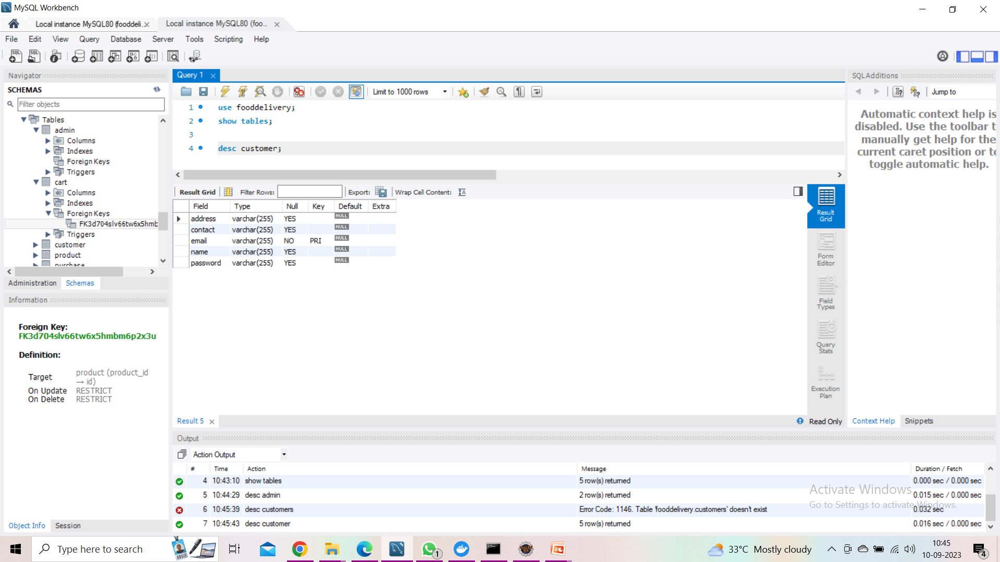 MySQL Workbench
Local instance MySQL80 (fooddeli...
Local instance MySQL80 (foo...
File Edit View Query Database Server Tools Scripting Help
Navigator
SCHEMAS
Filter objects
Tables
admin
Columns
Indexes
Foreign Keys
Triggers
cart
Columns
Indexes
Foreign Keys
FK3d704slv66tw6x5hmb
Triggers
customer
product
purchase
Administration Schemas
Information
Foreign Key:
FK3d704slv66tw6x5hmbm6p2x3u
Definition:
Target product (product_id
→ id)
On Update RESTRICT
On Delete RESTRICT
Object Info Session
Query 1
Limit to 1000 rows
1 use fooddelivery;
2 show tables;
3
4 desc customer;
Result Grid Filter Rows: Export: Wrap Cell Content:
Field Type Null Key Default Extra
address varchar(255) YES NULL
contact varchar(255) YES NULL
email varchar(255) NO PRI NULL
name varchar(255) YES NULL
password varchar(255) YES NULL
Result
Grid
Form
Editor
Field
Types
Query
Stats
Execution
Plan
Result 5
Read Only
SQLAdditions
Jump to
Automatic context help is
disabled. Use the toolbar t
manually get help for the
current caret position or to
toggle automatic help.
Context Help Snippets
Output
Action Output
# Time Action Message Duration / Fetch
4 10:43:10 show tables 5 row(s) returned 0.000 sec / 0.000 sec
5 10:44:29 desc admin 2 row(s) returned 0.015 sec / 0.000 sec
6 10:45:39 desc customers Error Code: 1146. Table 'fooddelivery.customers' doesn't exist 0.032 sec
7 10:45:43 desc customer 5 row(s) returned 0.016 sec / 0.000 sec
Activate Windows
Go to Settings to activate Windows.
Type here to search
1
33°C Mostly cloudy
10:45
10-09-2023
4